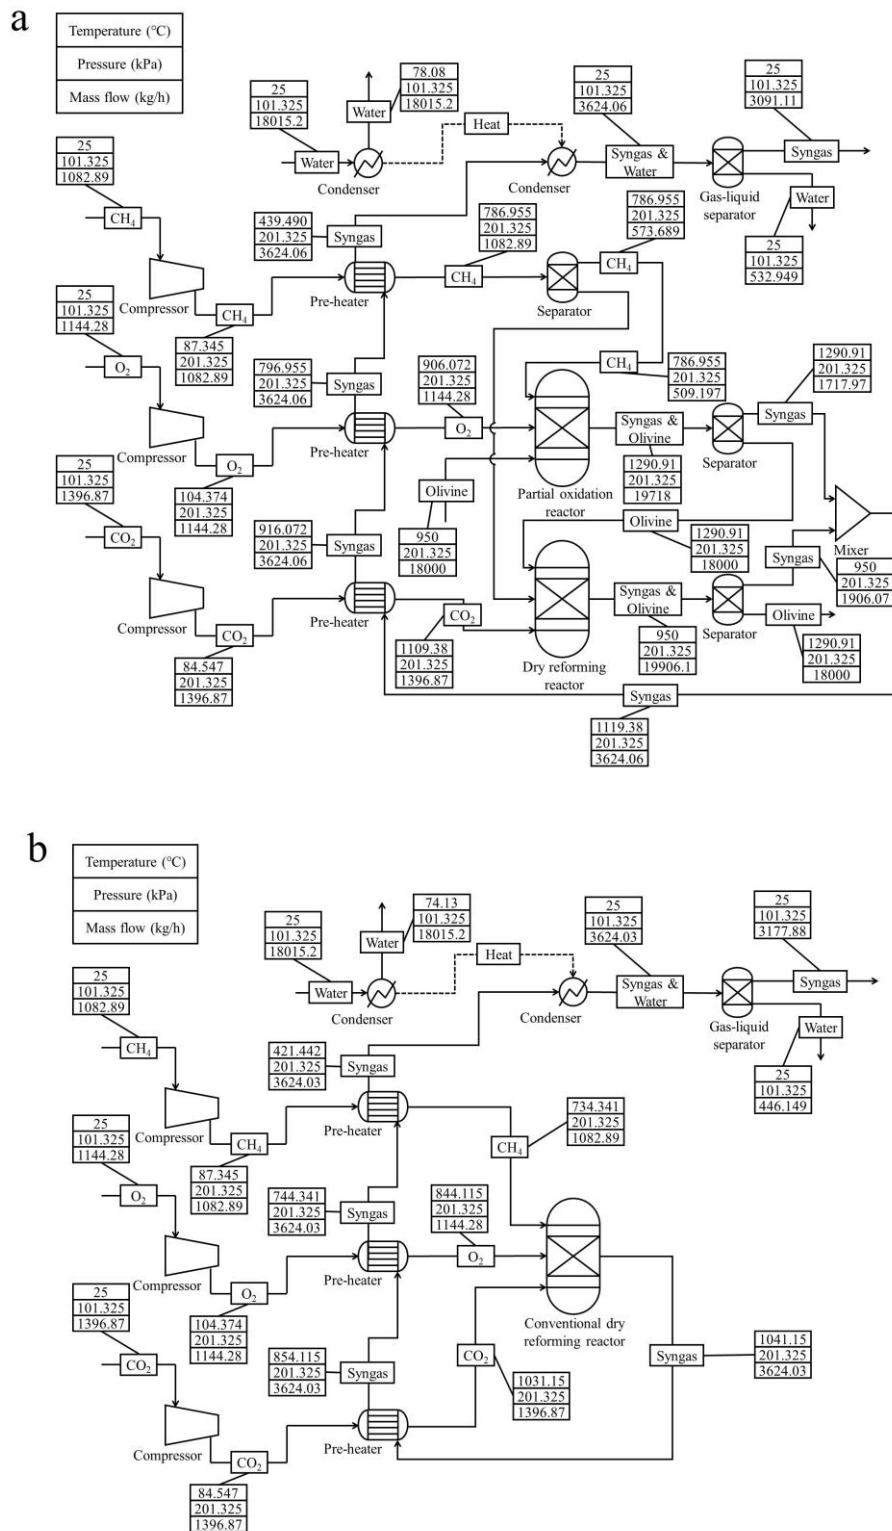 a
Temperature (°C)
Pressure (kPa)
Mass flow (kg/h)
25
101.325
18015.2
78.08
101.325
18015.2
25
101.325
3624.06
25
101.325
3091.11
Water
Heat
Water
Condenser
Condenser
Syngas &
Water
Syngas
Gas-liquid
separator
Water
25
101.325
532.949
25
101.325
1082.89
CH₄
Compressor
CH₄
87.345
201.325
1082.89
439.490
201.325
3624.06
Syngas
Pre-heater
786.955
201.325
1082.89
CH₄
Separator
786.955
201.325
573.689
CH₄
CH₄
786.955
201.325
509.197
25
101.325
1144.28
O₂
Compressor
O₂
104.374
201.325
1144.28
796.955
201.325
3624.06
Syngas
Pre-heater
906.072
201.325
1144.28
O₂
Partial oxidation
reactor
Olivine
950
201.325
18000
Syngas &
Olivine
1290.91
201.325
19718
Separator
1290.91
201.325
1717.97
Syngas
Olivine
1290.91
201.325
18000
Mixer
25
101.325
1396.87
CO₂
Compressor
CO₂
84.547
201.325
1396.87
916.072
201.325
3624.06
Syngas
Pre-heater
CO₂
1109.38
201.325
1396.87
Dry reforming
reactor
Syngas &
Olivine
950
201.325
19906.1
Separator
Syngas
950
201.325
1906.07
Olivine
1290.91
201.325
18000
Syngas
1119.38
201.325
3624.06
b
Temperature (°C)
Pressure (kPa)
Mass flow (kg/h)
25
101.325
18015.2
74.13
101.325
18015.2
25
101.325
3624.03
25
101.325
3177.88
Water
Heat
Water
Condenser
Condenser
Syngas &
Water
Syngas
Gas-liquid
separator
Water
25
101.325
446.149
25
101.325
1082.89
CH₄
Compressor
CH₄
87.345
201.325
1082.89
421.442
201.325
3624.03
Syngas
Pre-heater
734.341
201.325
1082.89
CH₄
25
101.325
1144.28
O₂
Compressor
O₂
104.374
201.325
1144.28
744.341
201.325
3624.03
Syngas
Pre-heater
844.115
201.325
1144.28
O₂
Conventional dry
reforming reactor
25
101.325
1396.87
CO₂
Compressor
CO₂
84.547
201.325
1396.87
854.115
201.325
3624.03
Syngas
Pre-heater
CO₂
1031.15
201.325
1396.87
Syngas
1041.15
201.325
3624.03